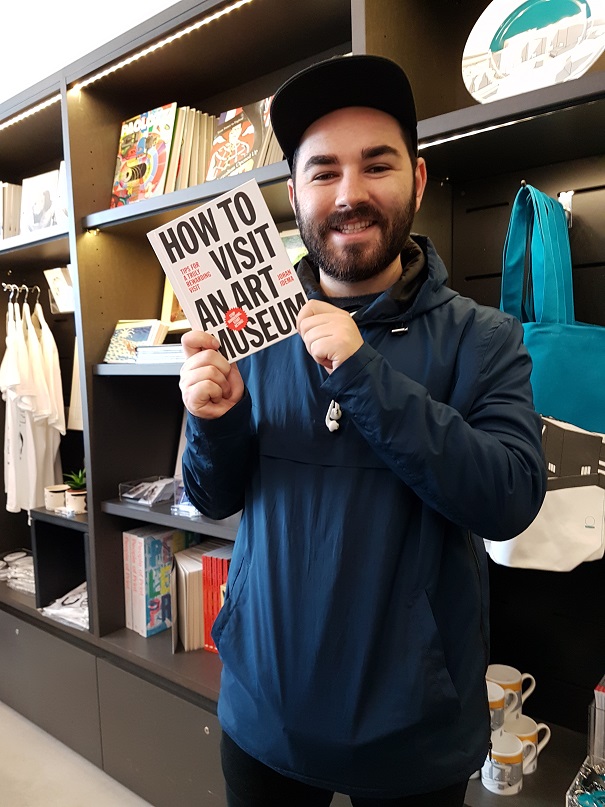 HOW TO
VISIT
AN ART
MUSEUM
TIPS FOR
A TRULY
REWARDING
VISIT
JOHAN
IDEMA